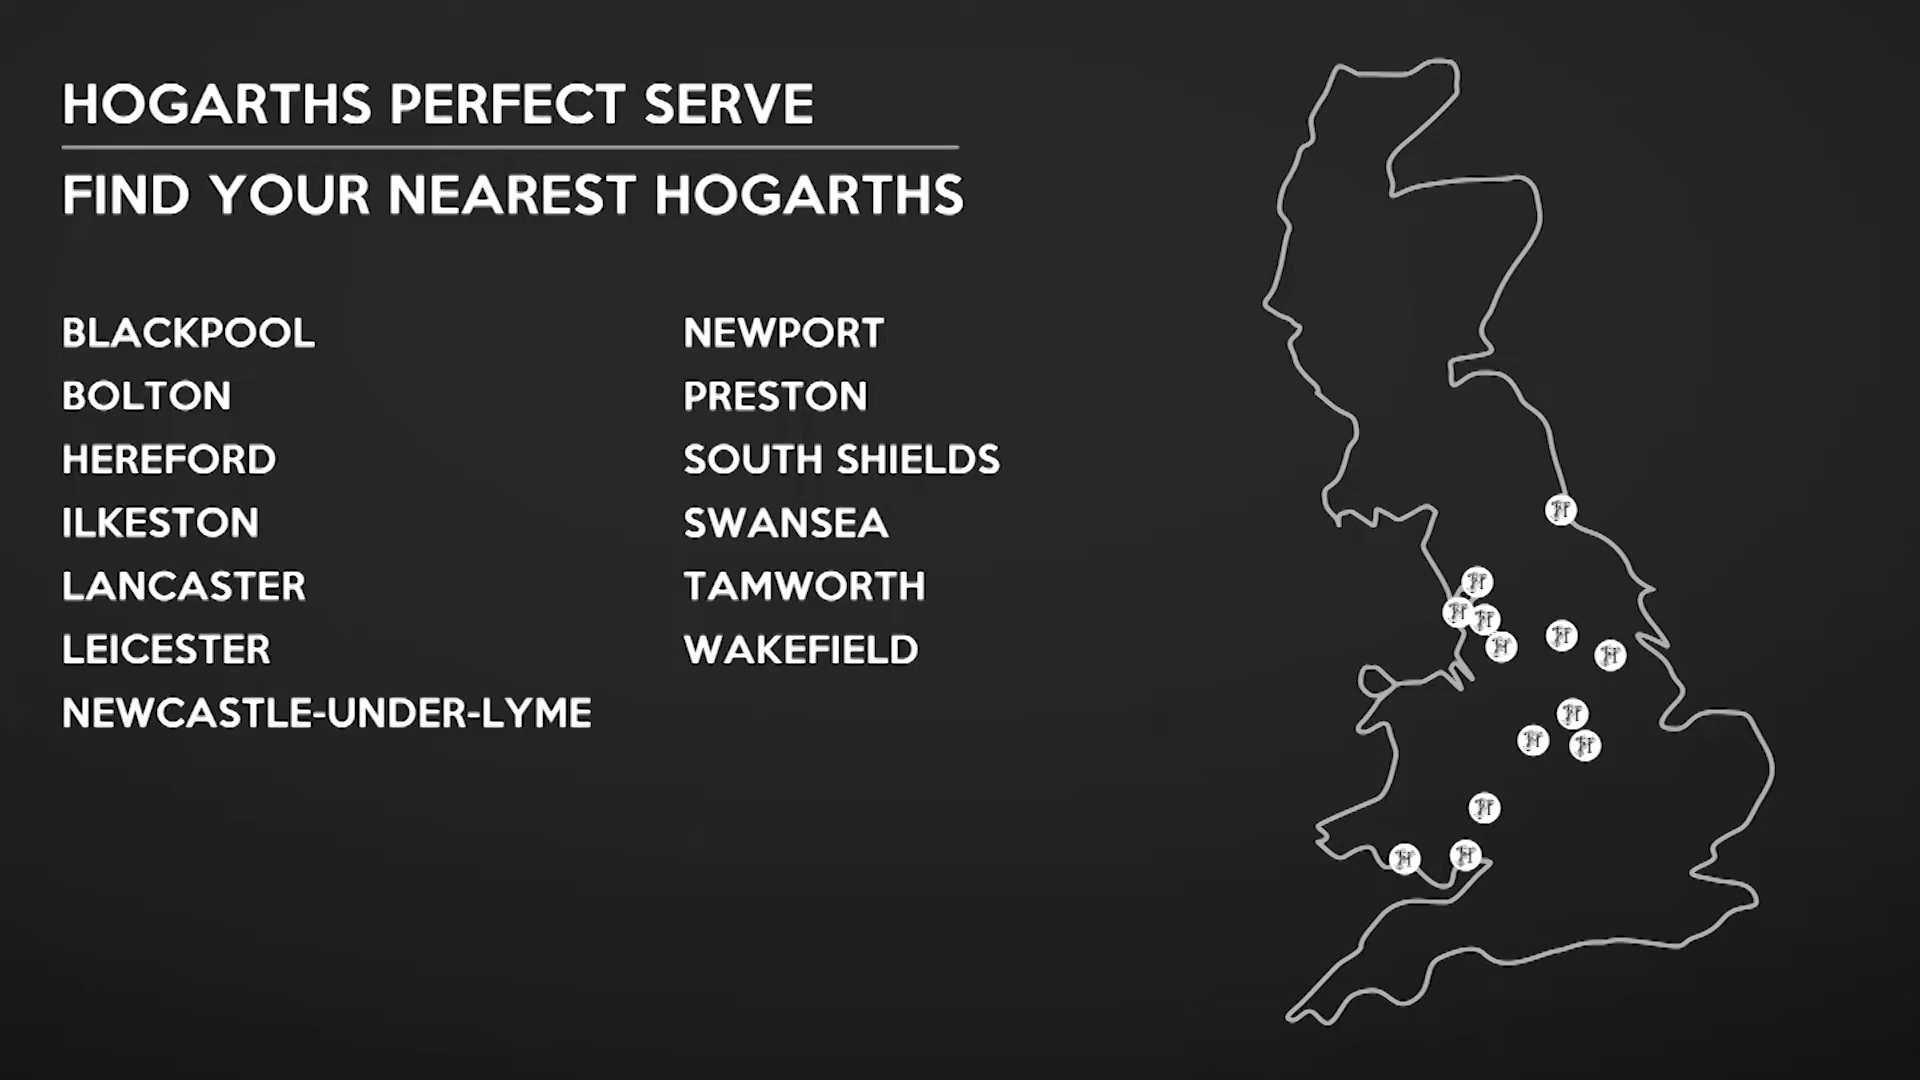 HOGARTHS PERFECT SERVE
FIND YOUR NEAREST HOGARTHS
BLACKPOOL
BOLTON
HEREFORD
ILKESTON
LANCASTER
LEICESTER
NEWCASTLE-UNDER-LYME
NEWPORT
PRESTON
SOUTH SHIELDS
SWANSEA
TAMWORTH
WAKEFIELD